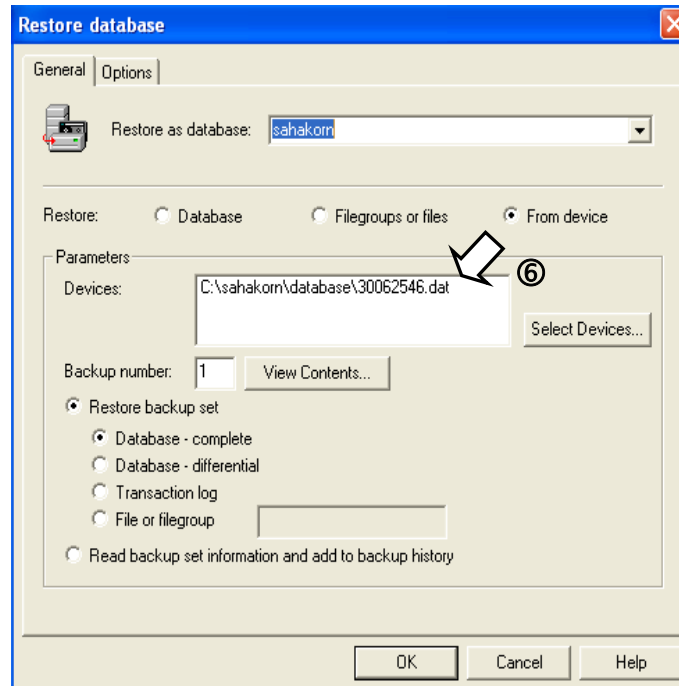 Restore database
General Options
Restore as database: sahakorn
Restore: Database Filegroups or files From device
Parameters
Devices: C:\sahakorn\database\30062546.dat
⑥
Select Devices...
Backup number: 1 View Contents...
Restore backup set
Database - complete
Database - differential
Transaction log
File or filegroup
Read backup set information and add to backup history
OK Cancel Help